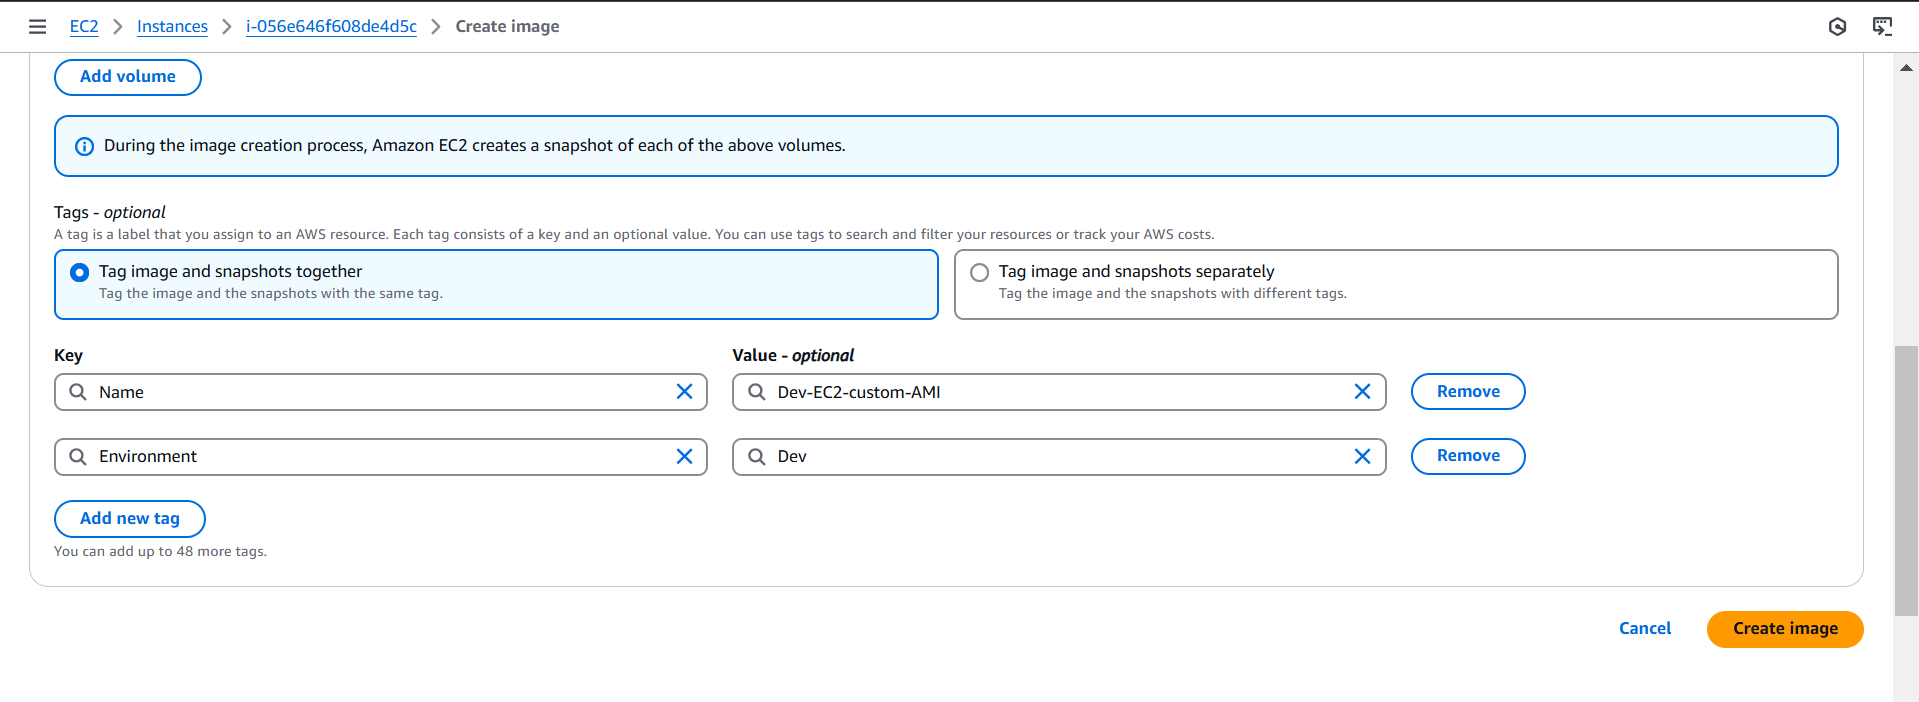 EC2 > Instances > i-056e646f608de4d5c > Create image
Add volume
During the image creation process, Amazon EC2 creates a snapshot of each of the above volumes.
Tags - optional
A tag is a label that you assign to an AWS resource. Each tag consists of a key and an optional value. You can use tags to search and filter your resources or track your AWS costs.
Tag image and snapshots together
Tag the image and the snapshots with the same tag.
Tag image and snapshots separately
Tag the image and the snapshots with different tags.
Key Value - optional
Name Dev-EC2-custom-AMI Remove
Environment Dev Remove
Add new tag
You can add up to 48 more tags.
Cancel Create image